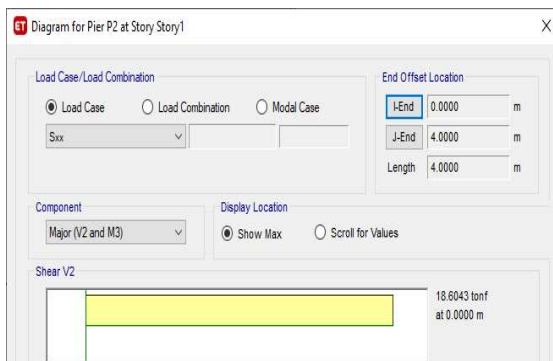 ET Diagram for Pier P2 at Story Story1 X
Load Case/Load Combination
Load Case Load Combination Modal Case
Sxx
End Offset Location
I-End 0.0000 m
J-End 4.0000 m
Length 4.0000 m
Component
Major (V2 and M3)
Display Location
Show Max Scroll for Values
Shear V2
18.6043 tonf
at 0.0000 m